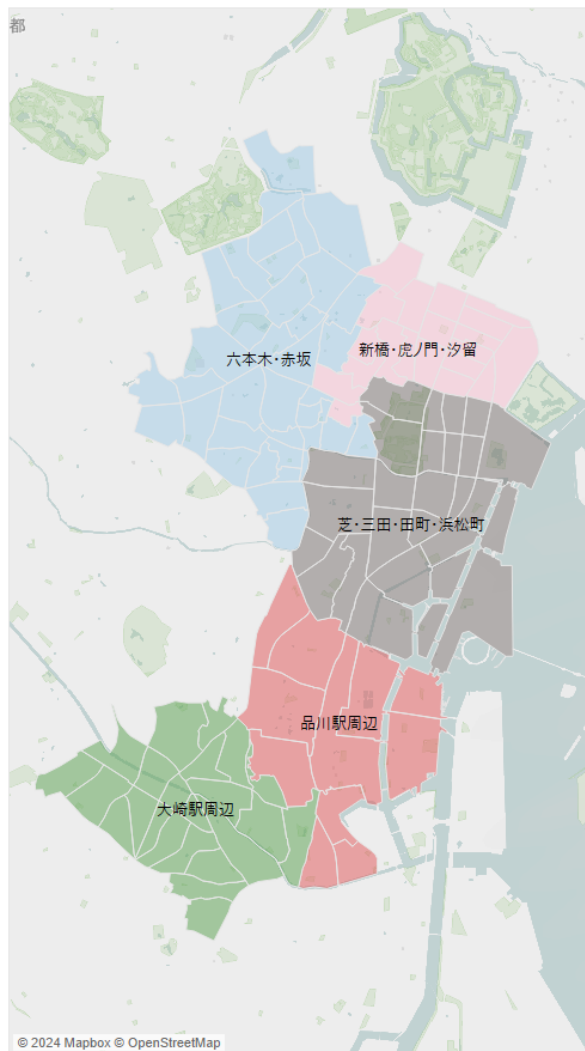 都
新橋・虎ノ門・汐留
六本木・赤坂
芝・三田・田町・浜松町
品川駅周辺
大崎駅周辺
© 2024 Mapbox © OpenStreetMap